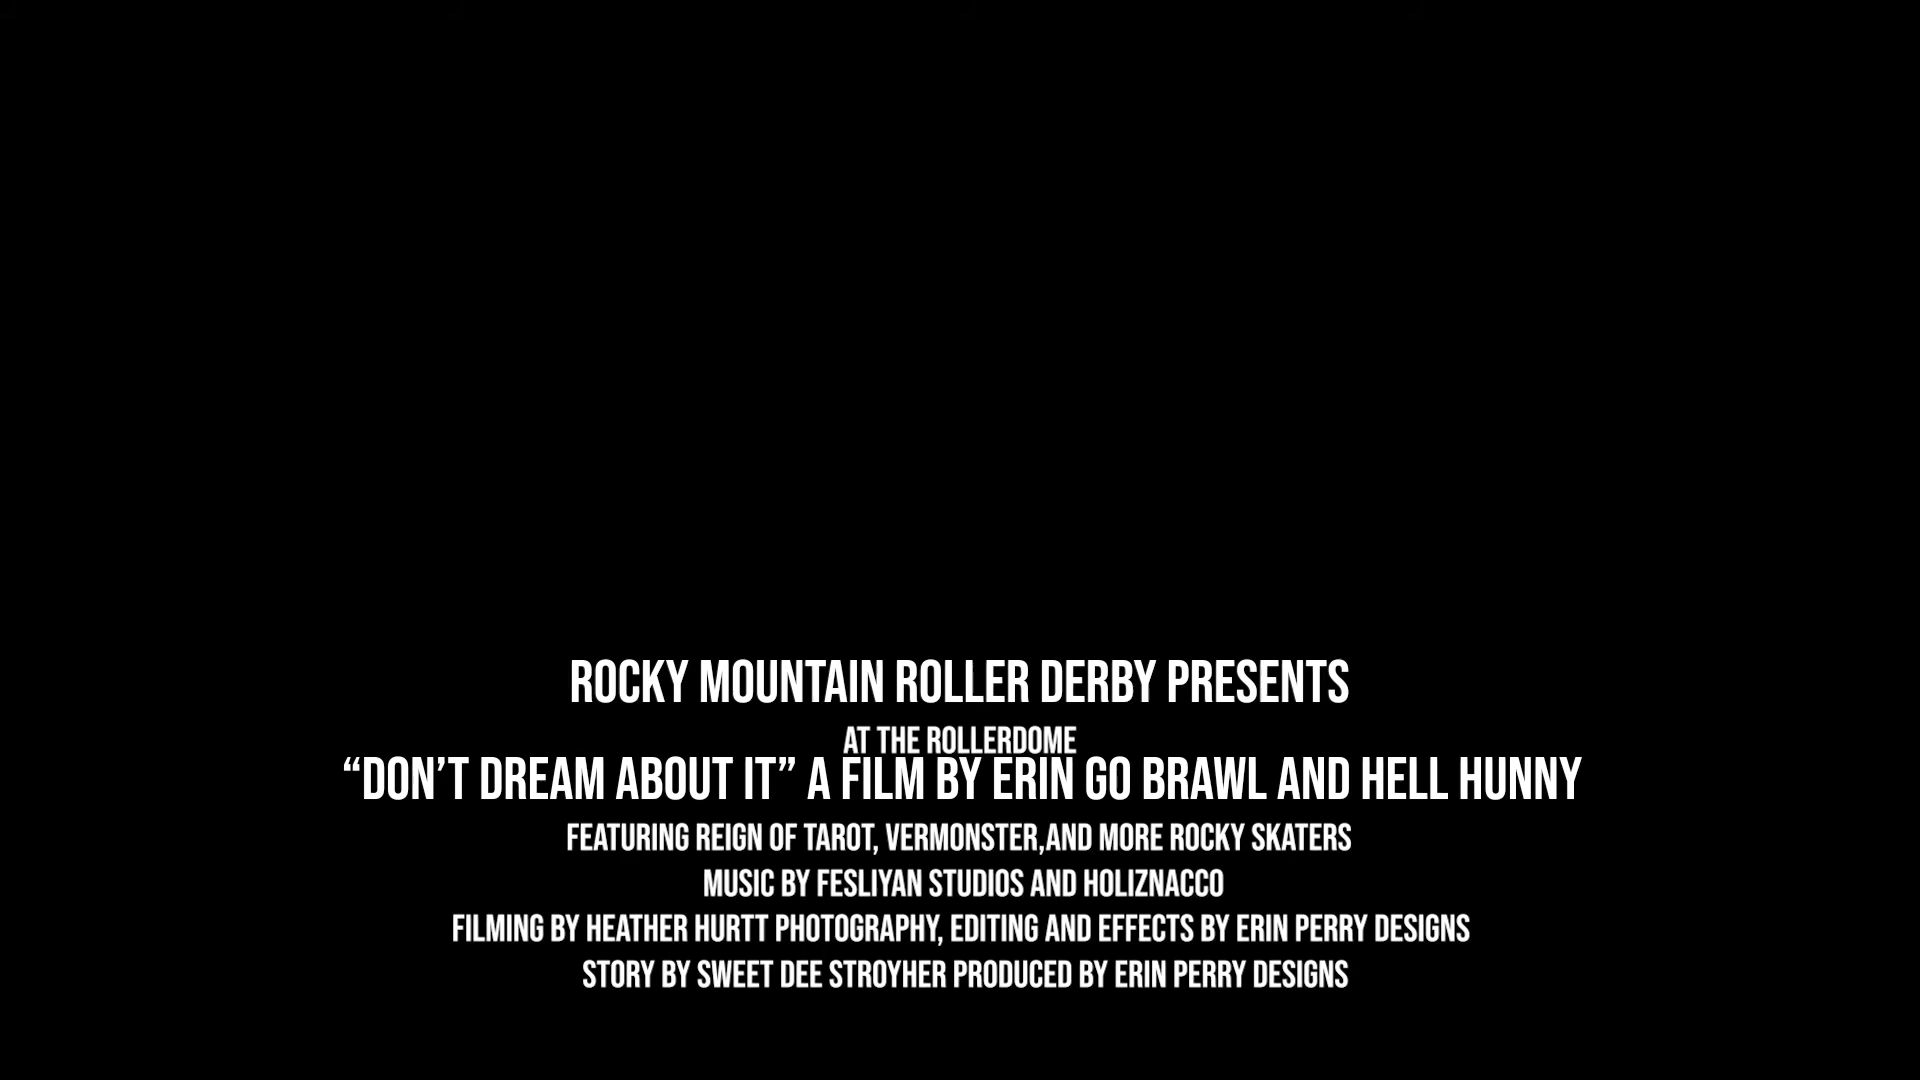 ROCKY MOUNTAIN ROLLER DERBY PRESENTS
AT THE ROLLERDOME
“DON’T DREAM ABOUT IT” A FILM BY ERIN GO BRAWL AND HELL HUNNY
FEATURING REIGN OF TAROT, VERMONSTER,AND MORE ROCKY SKATERS
MUSIC BY FESLIYAN STUDIOS AND HOLIZNACCO
FILMING BY HEATHER HURTT PHOTOGRAPHY, EDITING AND EFFECTS BY ERIN PERRY DESIGNS
STORY BY SWEET DEE STROYHER PRODUCED BY ERIN PERRY DESIGNS